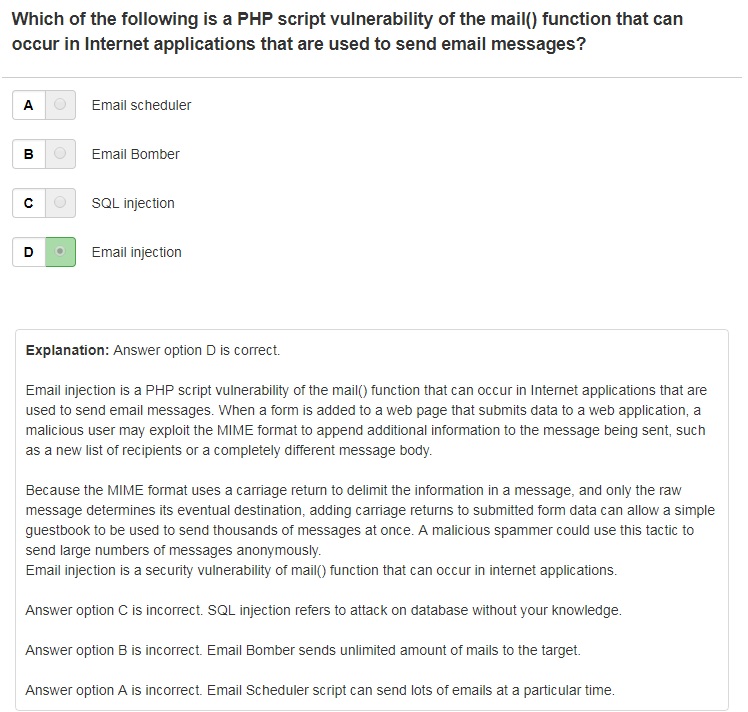 Which of the following is a PHP script vulnerability of the mail() function that can
occur in Internet applications that are used to send email messages?
A Email scheduler
B Email Bomber
C SQL injection
D Email injection
Explanation: Answer option D is correct.
Email injection is a PHP script vulnerability of the mail() function that can occur in Internet applications that are
used to send email messages. When a form is added to a web page that submits data to a web application, a
malicious user may exploit the MIME format to append additional information to the message being sent, such
as a new list of recipients or a completely different message body.
Because the MIME format uses a carriage return to delimit the information in a message, and only the raw
message determines its eventual destination, adding carriage returns to submitted form data can allow a simple
guestbook to be used to send thousands of messages at once. A malicious spammer could use this tactic to
send large numbers of messages anonymously.
Email injection is a security vulnerability of mail() function that can occur in internet applications.
Answer option C is incorrect. SQL injection refers to attack on database without your knowledge.
Answer option B is incorrect. Email Bomber sends unlimited amount of mails to the target.
Answer option A is incorrect. Email Scheduler script can send lots of emails at a particular time.